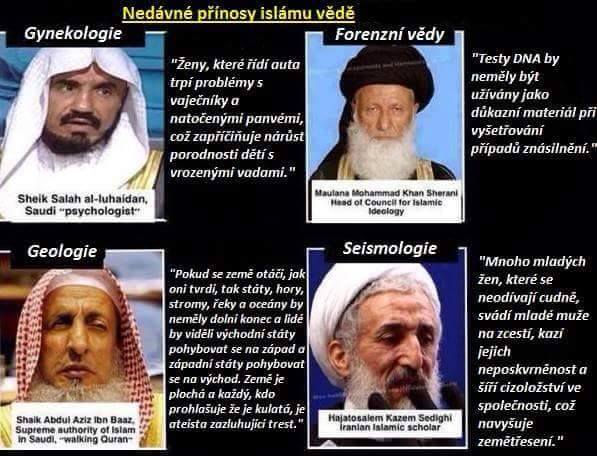 Nedávné přínosy islámu vědě
Gynekologie
"Ženy, které řídí auta
trpí problémy s
vaječníky a
natočenými panvémi,
což zapříčiňuje nárůst
porodnosti dětí s
vrozenými vadami."
Sheik Salah al-luhaidan,
Saudi "psychologist"
Forenzní vědy
"Testy DNA by
neměly být
užívány jako
důkazní materiál při
vyšetřování
případů znásilnění."
Maulana Mohammad Khan Sherani
Head of Council for Islamic
Ideology
Geologie
"Pokud se země otáčí, jak
oni tvrdí, tak státy, hory,
stromy, řeky a oceány by
neměly dolní konec a lidé
by viděli východní státy
pohybovat se na západ a
západní státy pohybovat
se na východ. Země je
plochá a každý, kdo
prohlašuje že je kulatá, je
ateista zazluhující trest."
Shaik Abdul Aziz Ibn Baaz,
Supreme authority of Islam
in Saudi, "walking Quran"
Seismologie
"Mnoho mladých
žen, které se
neodívají cudně,
svádí mladé muže
na zcestí, kazí
jejich
neposkvrněnost a
šíří cizoložství ve
společnosti, což
navyšuje
zemětřesení."
Hajatosalem Kazem Sedighi
Iranian Islamic scholar